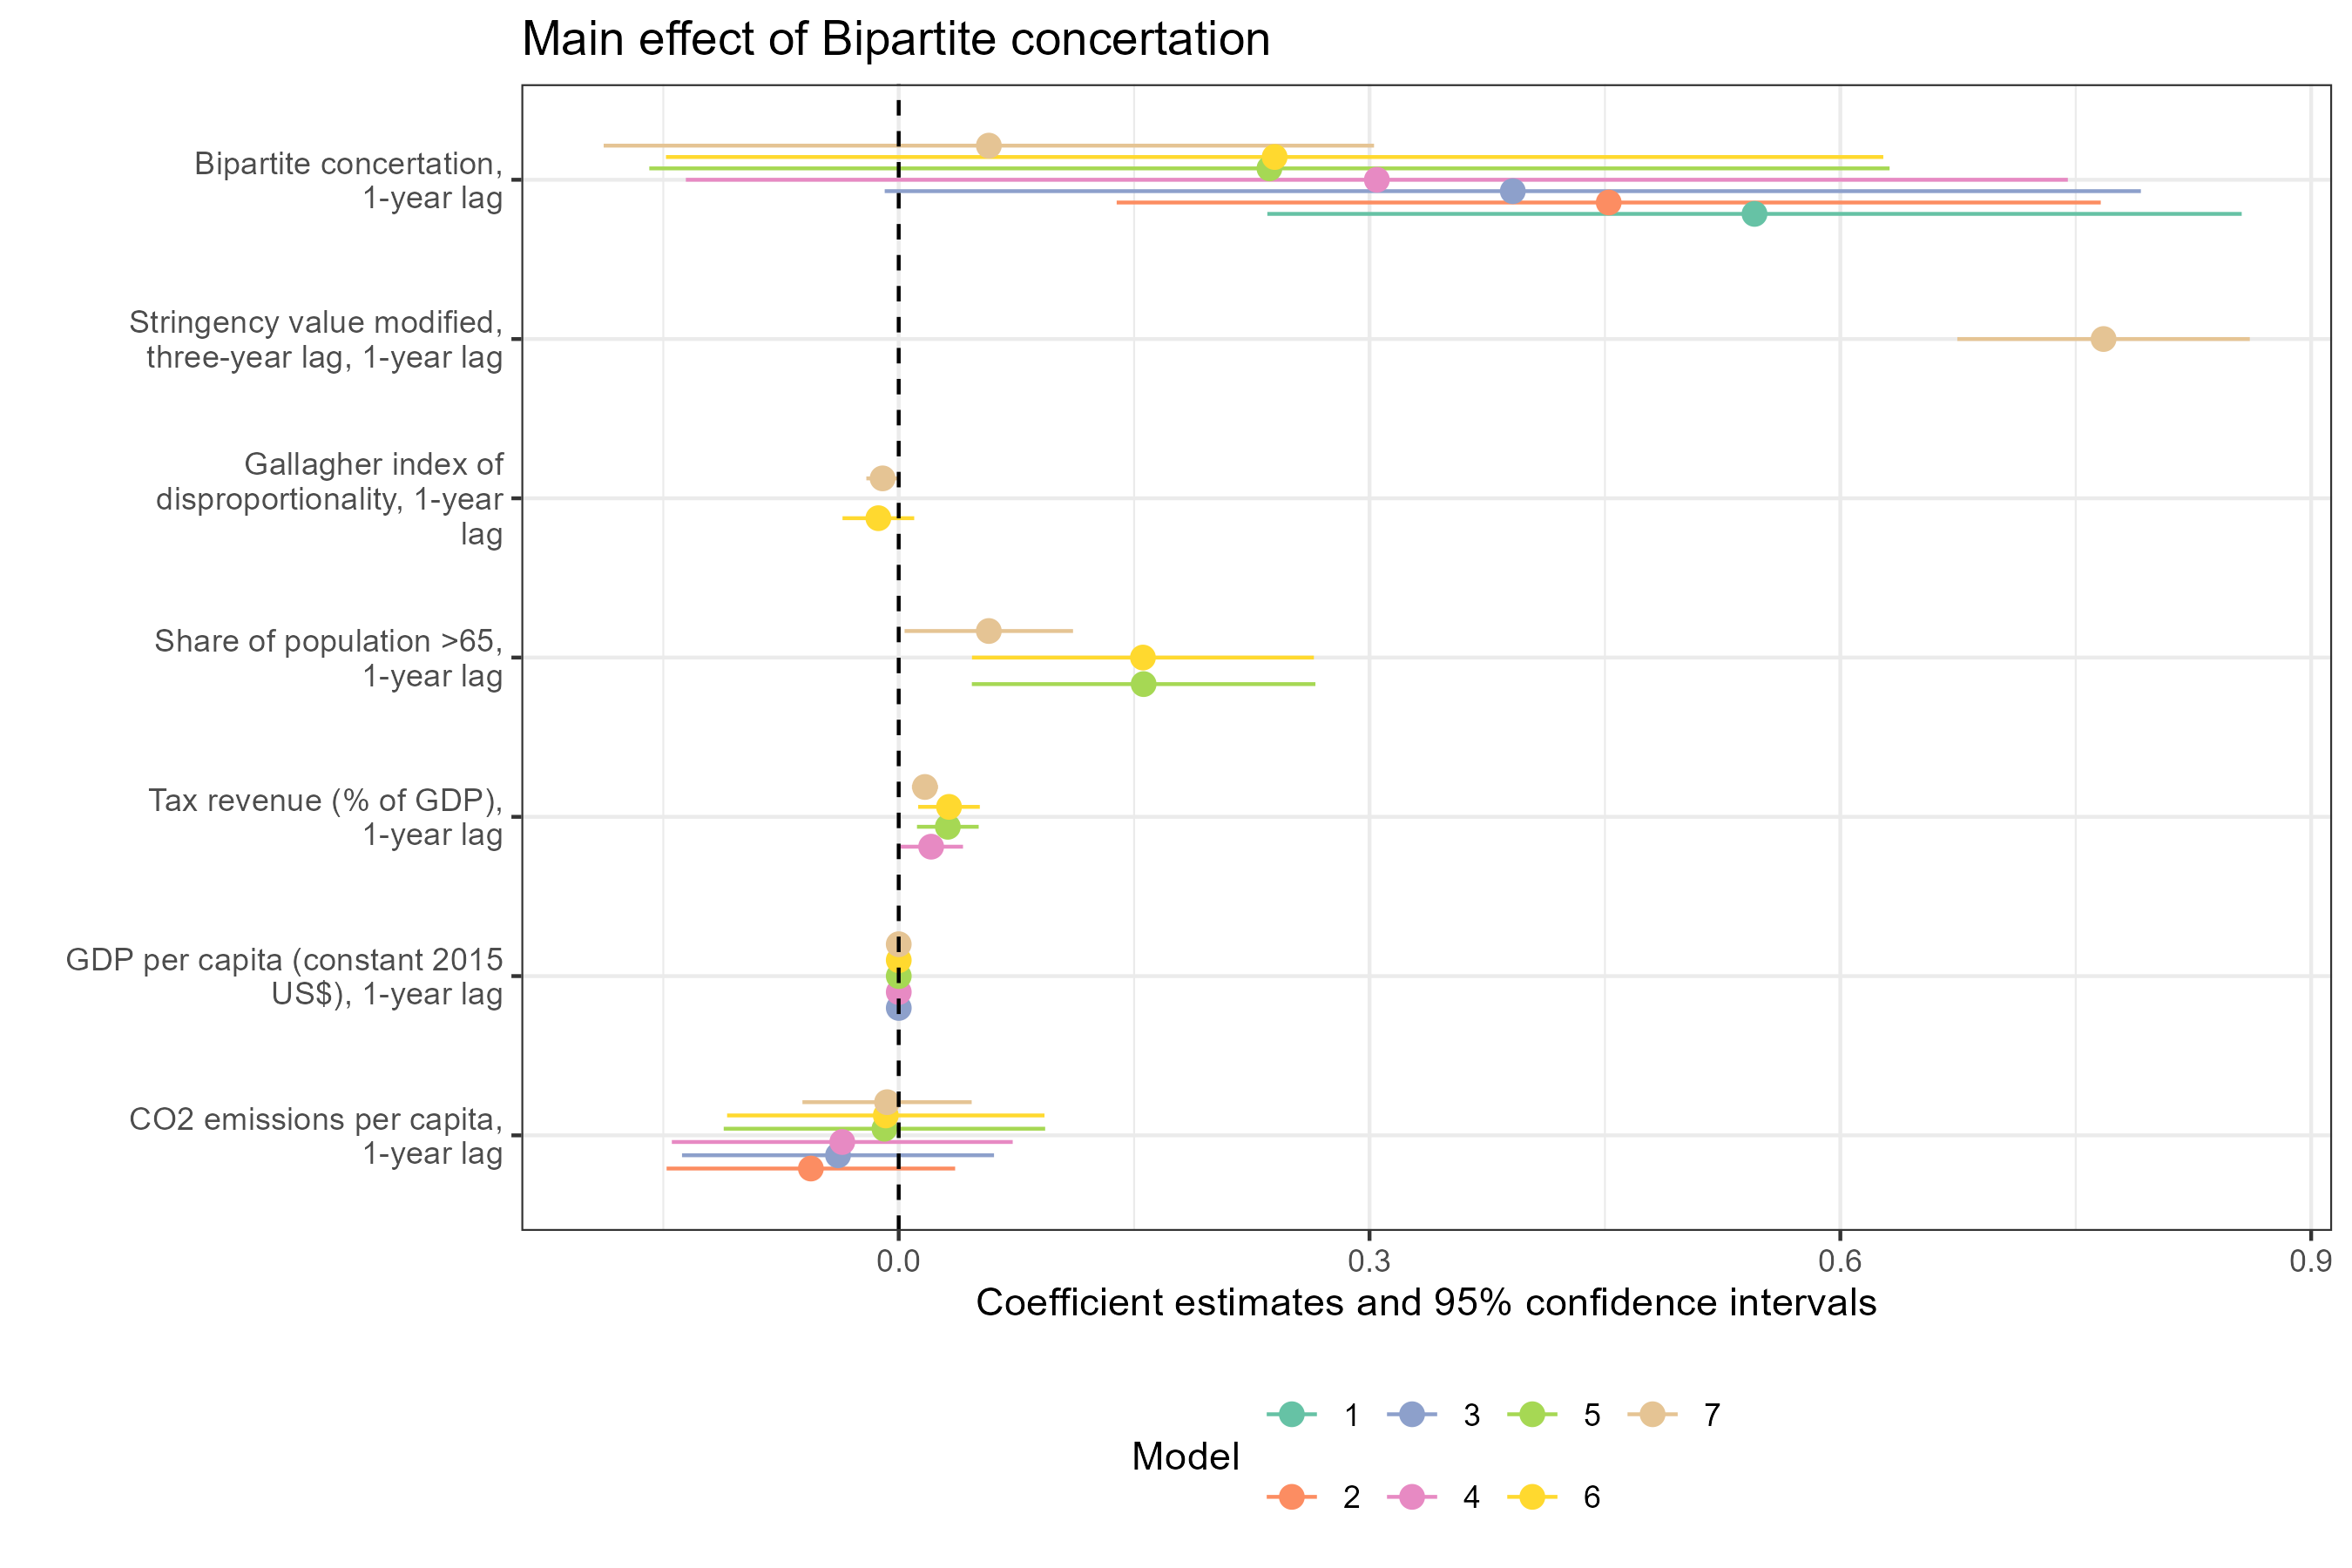 Main effect of Bipartite concertation
Bipartite concertation,
1-year lag
Stringency value modified,
three-year lag, 1-year lag
Gallagher index of
disproportionality, 1-year
lag
Share of population >65,
1-year lag
Tax revenue (% of GDP),
1-year lag
GDP per capita (constant 2015
US$), 1-year lag
CO2 emissions per capita,
1-year lag
0.0 0.3 0.6 0.9
Coefficient estimates and 95% confidence intervals
Model
1 3 5 7
2 4 6